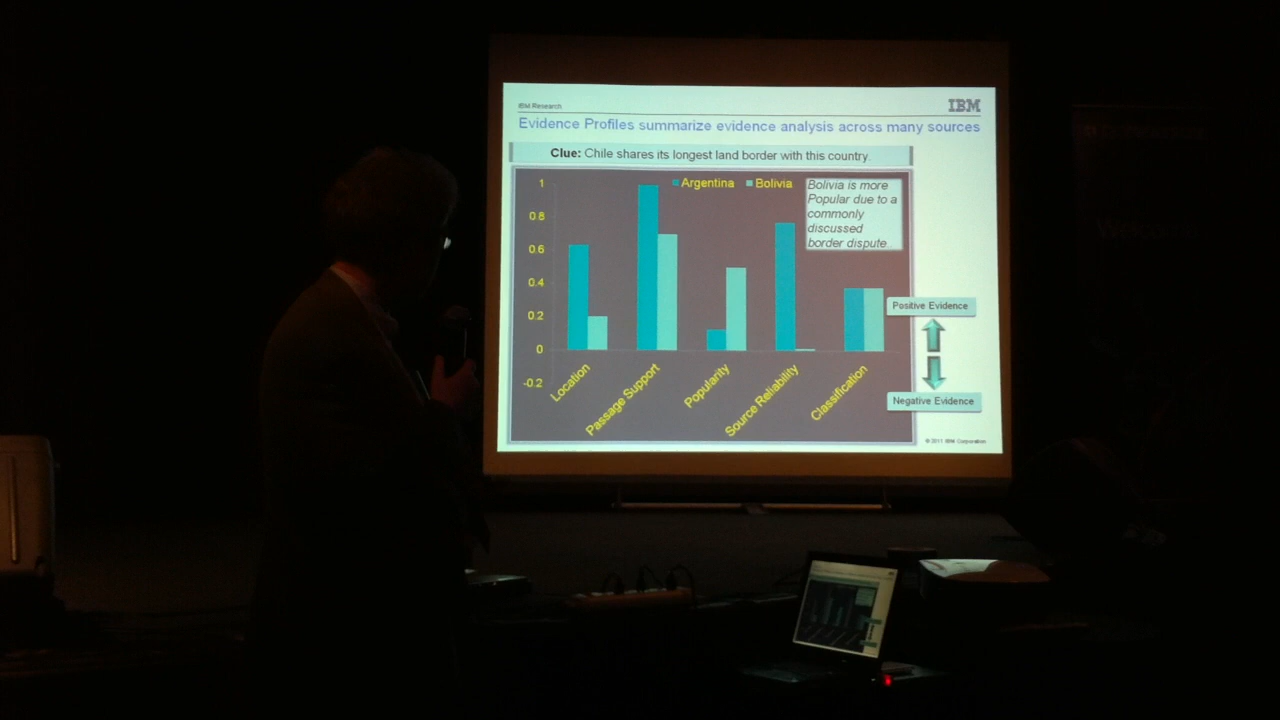 IBM Research
IBM
Evidence Profiles summarize evidence analysis across many sources
Clue: Chile shares its longest land border with this country.
Argentina
Bolivia
Bolivia is more
Popular due to a
commonly
discussed
border dispute.
1
0.8
0.6
0.4
0.2
0
-0.2
Location
Passage Support
Popularity
Source Reliability
Classification
Positive Evidence
Negative Evidence
© 2011 IBM Corporation